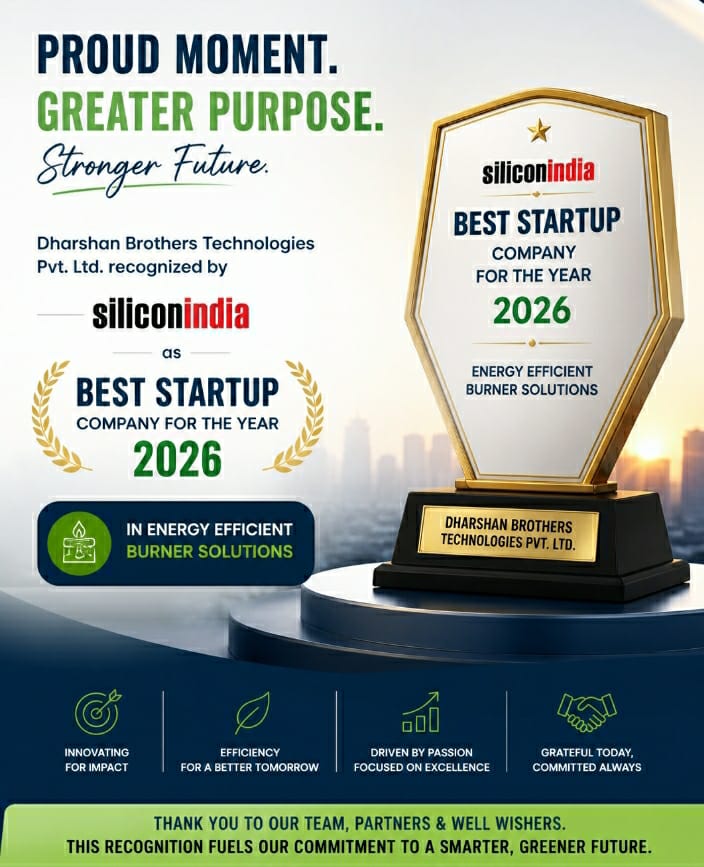 PROUD MOMENT.
GREATER PURPOSE.
Stronger Future.
Dharshan Brothers Technologies
Pvt. Ltd. recognized by
siliconindia
as
BEST STARTUP
COMPANY FOR THE YEAR
2026
IN ENERGY EFFICIENT
BURNER SOLUTIONS
siliconindia
BEST STARTUP
COMPANY
FOR THE YEAR
2026
ENERGY EFFICIENT
BURNER SOLUTIONS
DHARSHAN BROTHERS
TECHNOLOGIES PVT. LTD.
INNOVATING
FOR IMPACT
EFFICIENCY
FOR A BETTER TOMORROW
DRIVEN BY PASSION
FOCUSED ON EXCELLENCE
GRATEFUL TODAY,
COMMITTED ALWAYS
THANK YOU TO OUR TEAM, PARTNERS & WELL WISHERS.
THIS RECOGNITION FUELS OUR COMMITMENT TO A SMARTER, GREENER FUTURE.